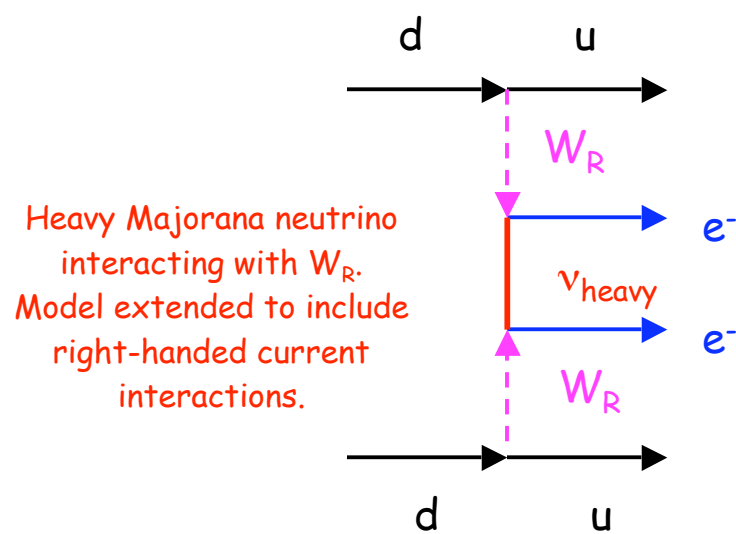 d u
W_R
Heavy Majorana neutrino
interacting with W_R.
Model extended to include
right-handed current
interactions.
e⁻
ν_heavy
e⁻
W_R
d u